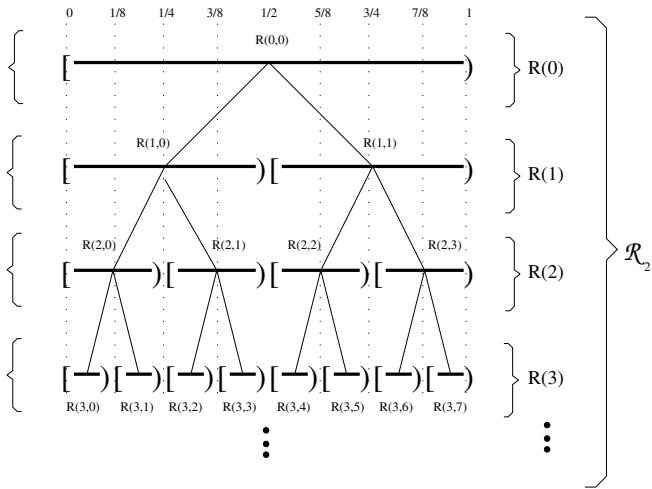 0 1/8 1/4 3/8 1/2 5/8 3/4 7/8 1
R(0,0)
[ ) R(0)
R(1,0) R(1,1)
[ ) [ ) R(1)
ℛ₂
R(2,0) R(2,1) R(2,2) R(2,3)
[ ) [ ) [ ) [ ) R(2)
[ ) [ ) [ ) [ ) [ ) [ ) [ ) [ ) R(3)
R(3,0) R(3,1) R(3,2) R(3,3) R(3,4) R(3,5) R(3,6) R(3,7)